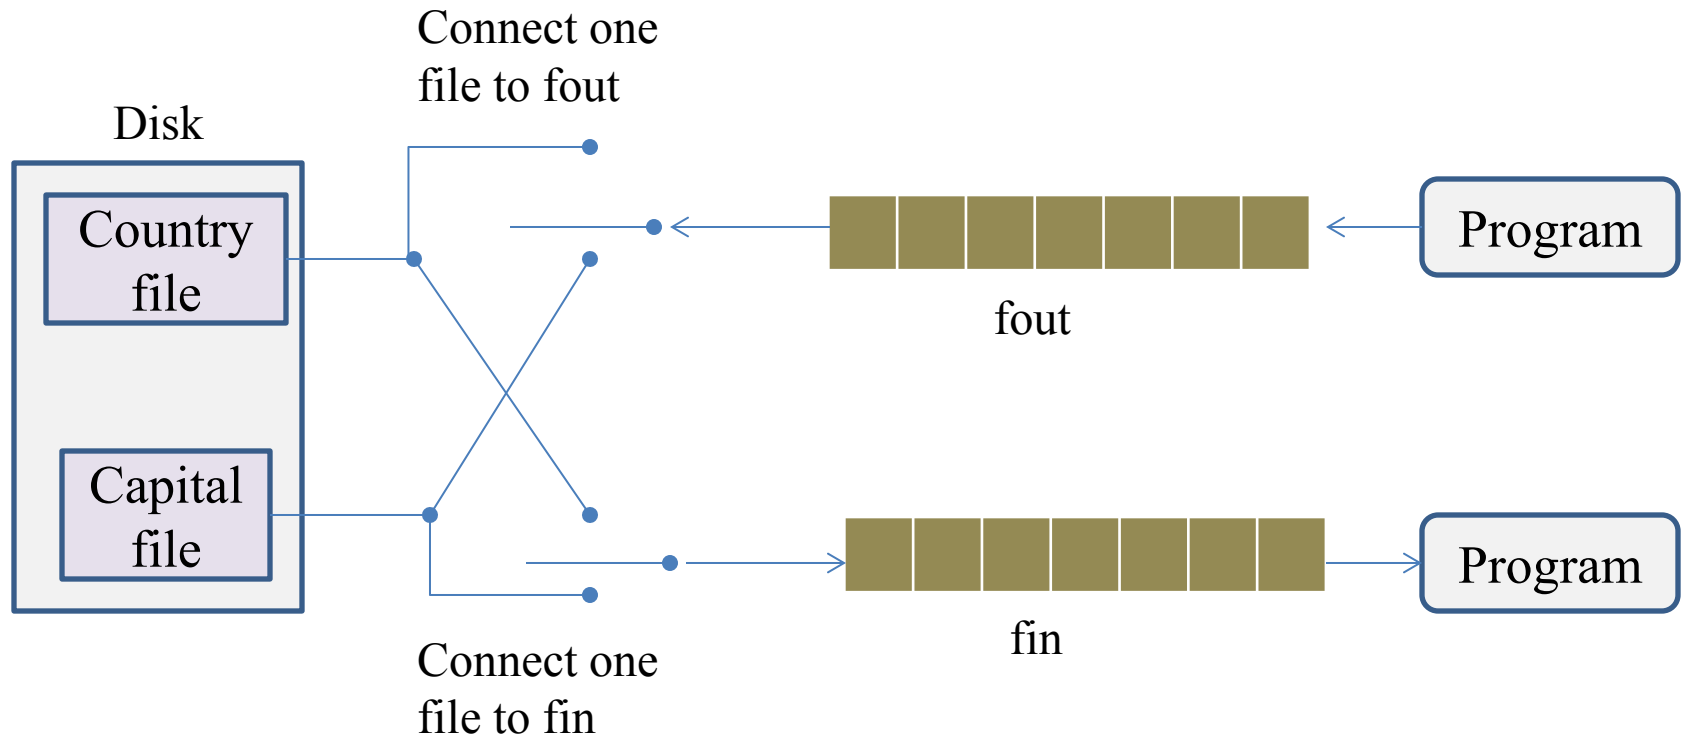 Connect one
file to fout
Disk
Country
file
Program
fout
Capital
file
Program
fin
Connect one
file to fin